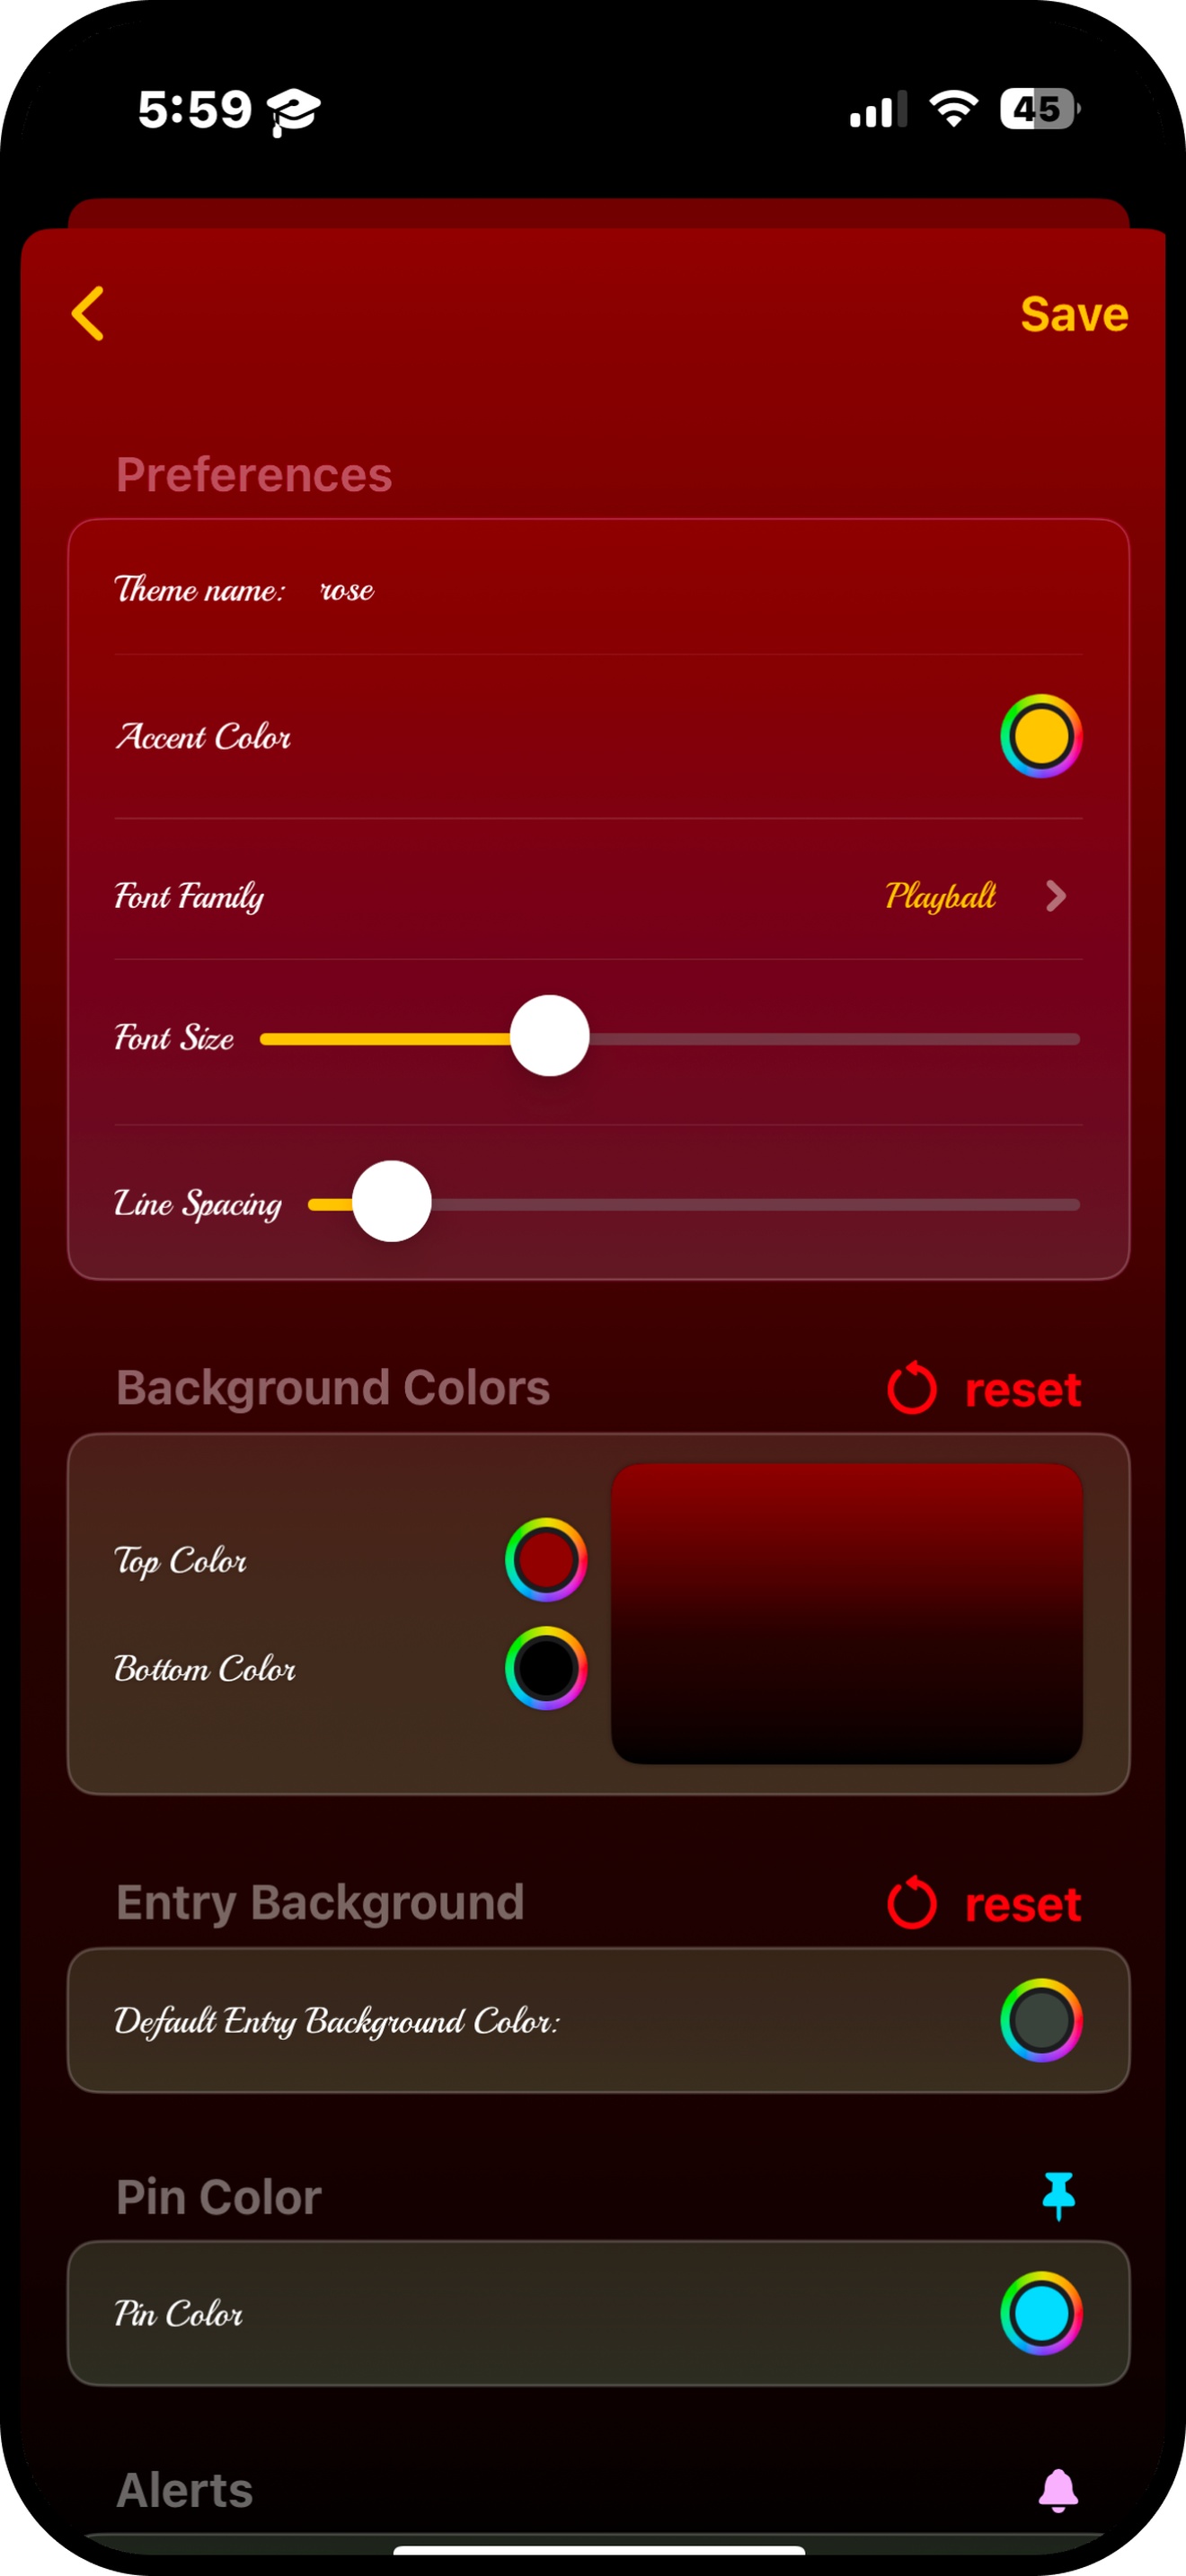 5:59 45
Save
Preferences
Theme name: rose
Accent Color
Font Family Playball
Font Size
Line Spacing
Background Colors reset
Top Color
Bottom Color
Entry Background reset
Default Entry Background Color:
Pin Color
Pin Color
Alerts